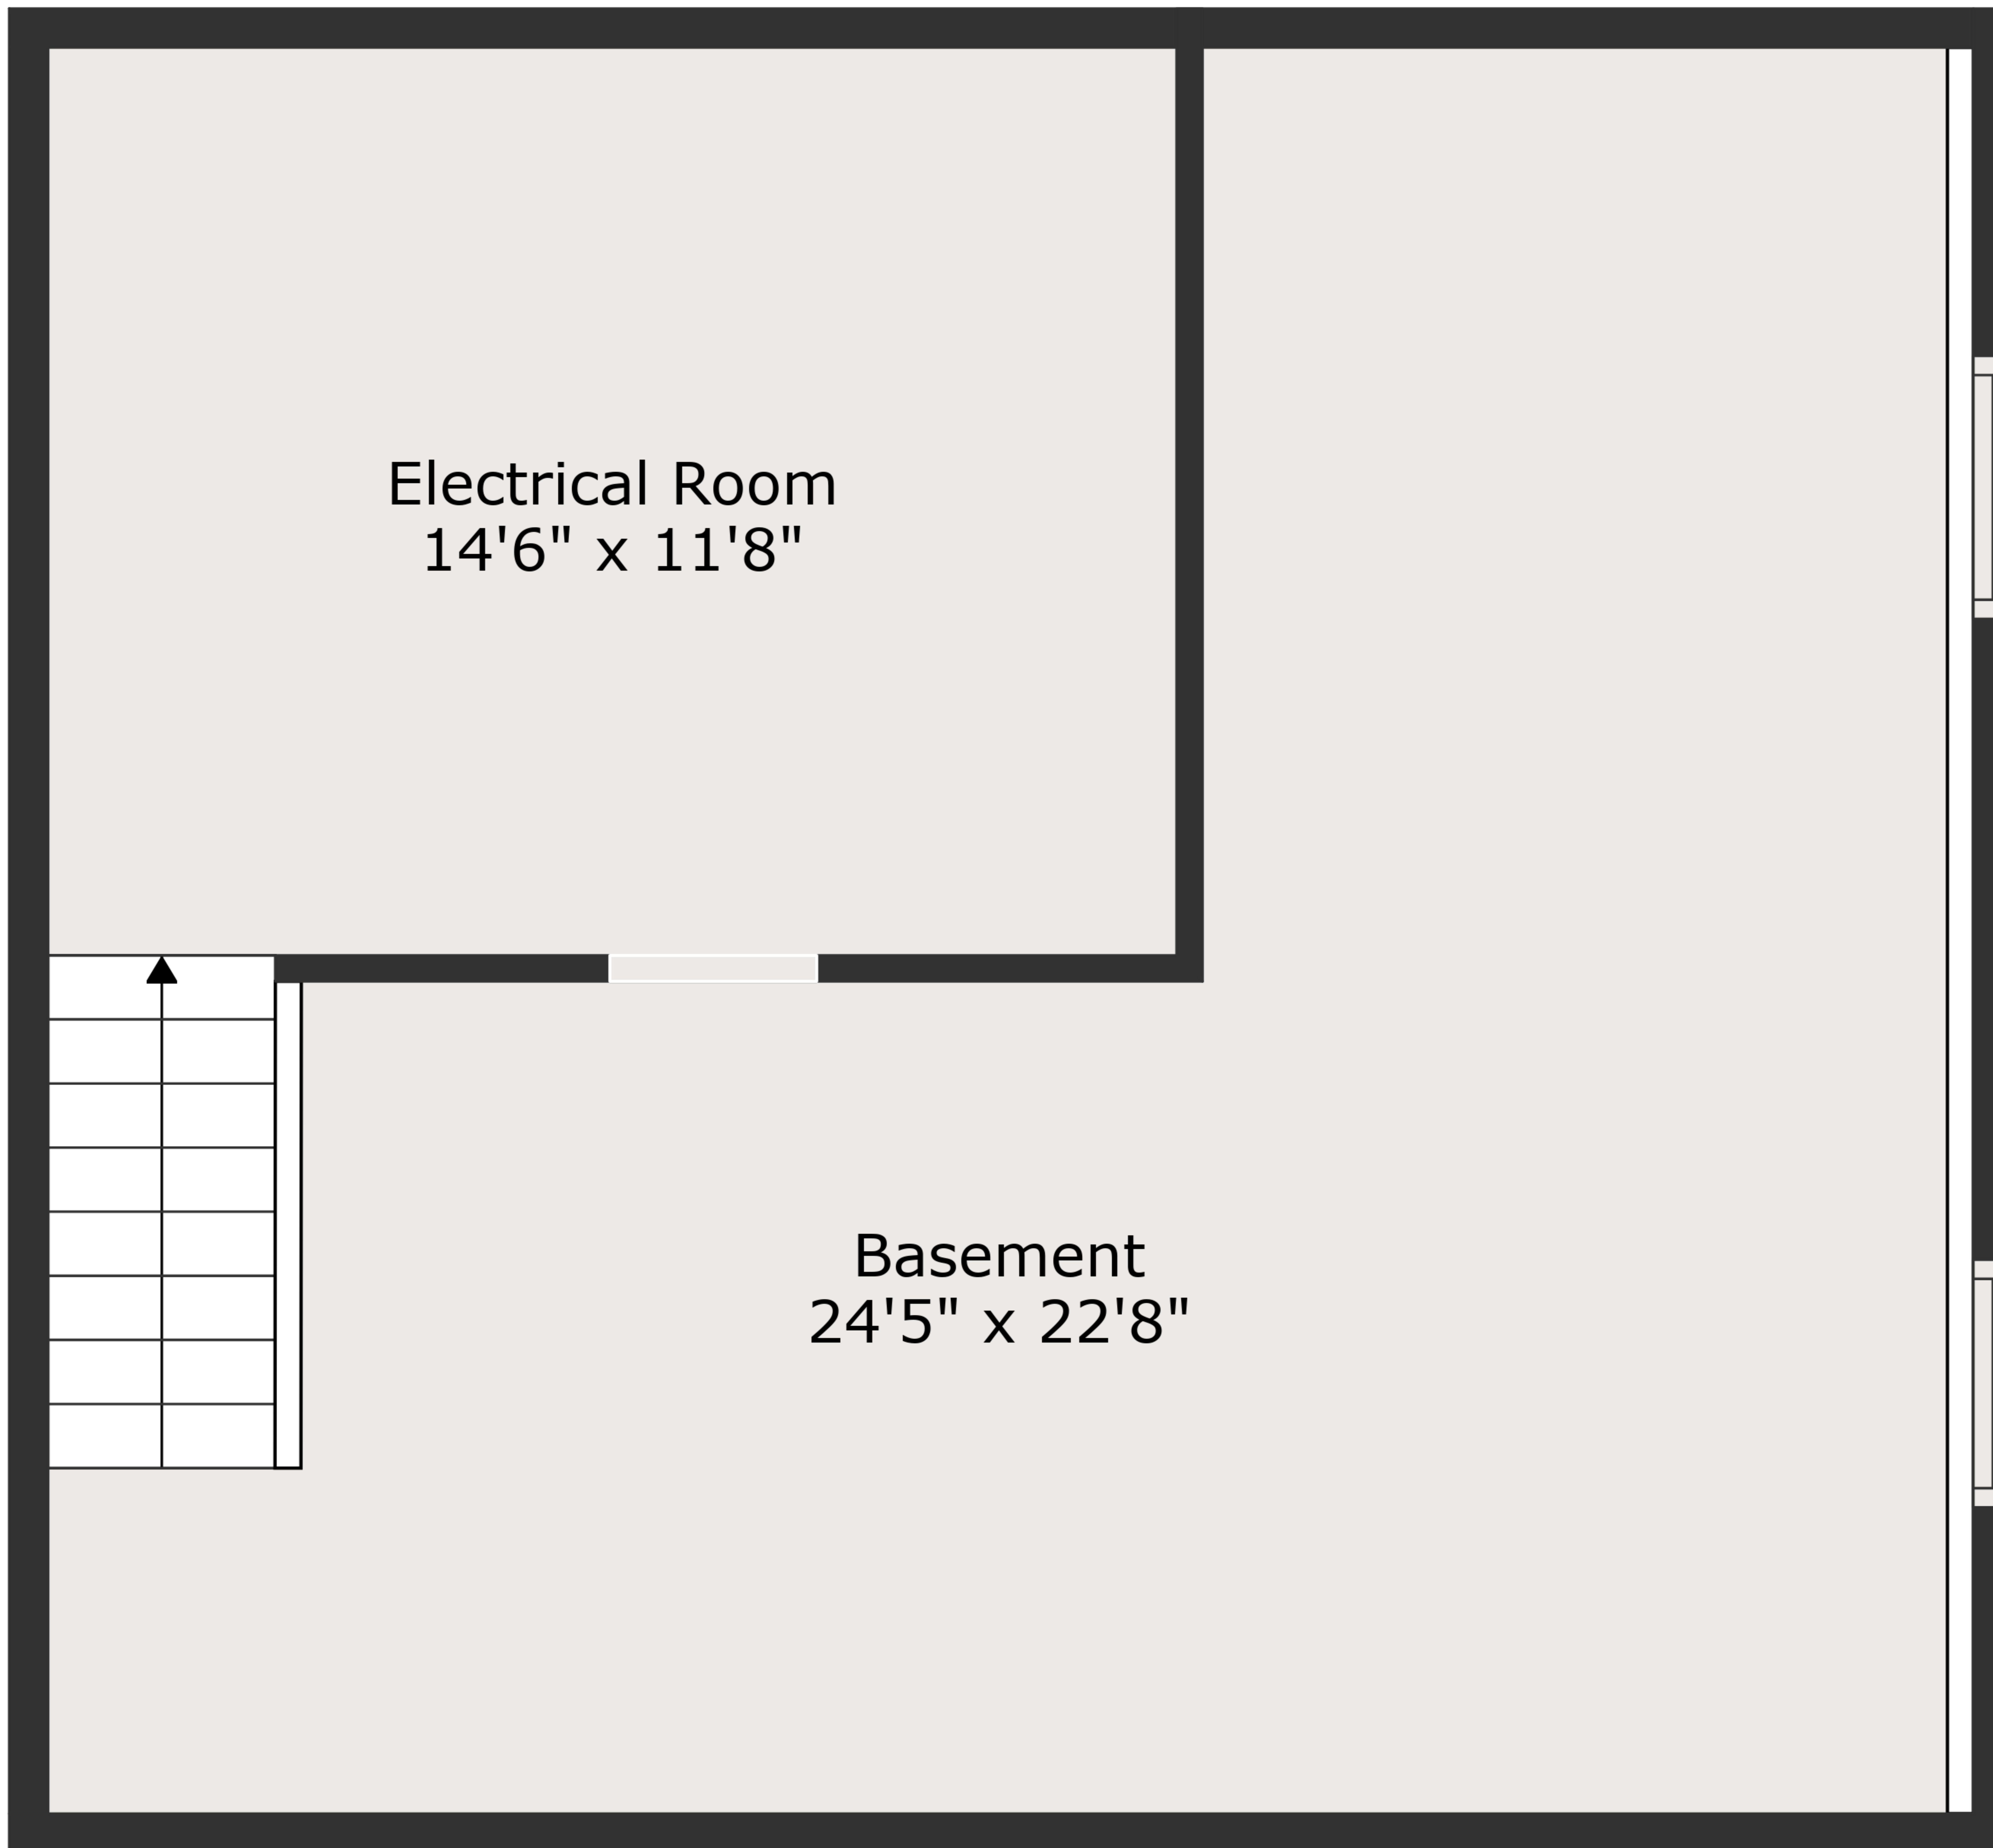 Electrical Room
14'6" x 11'8"
Basement
24'5" x 22'8"